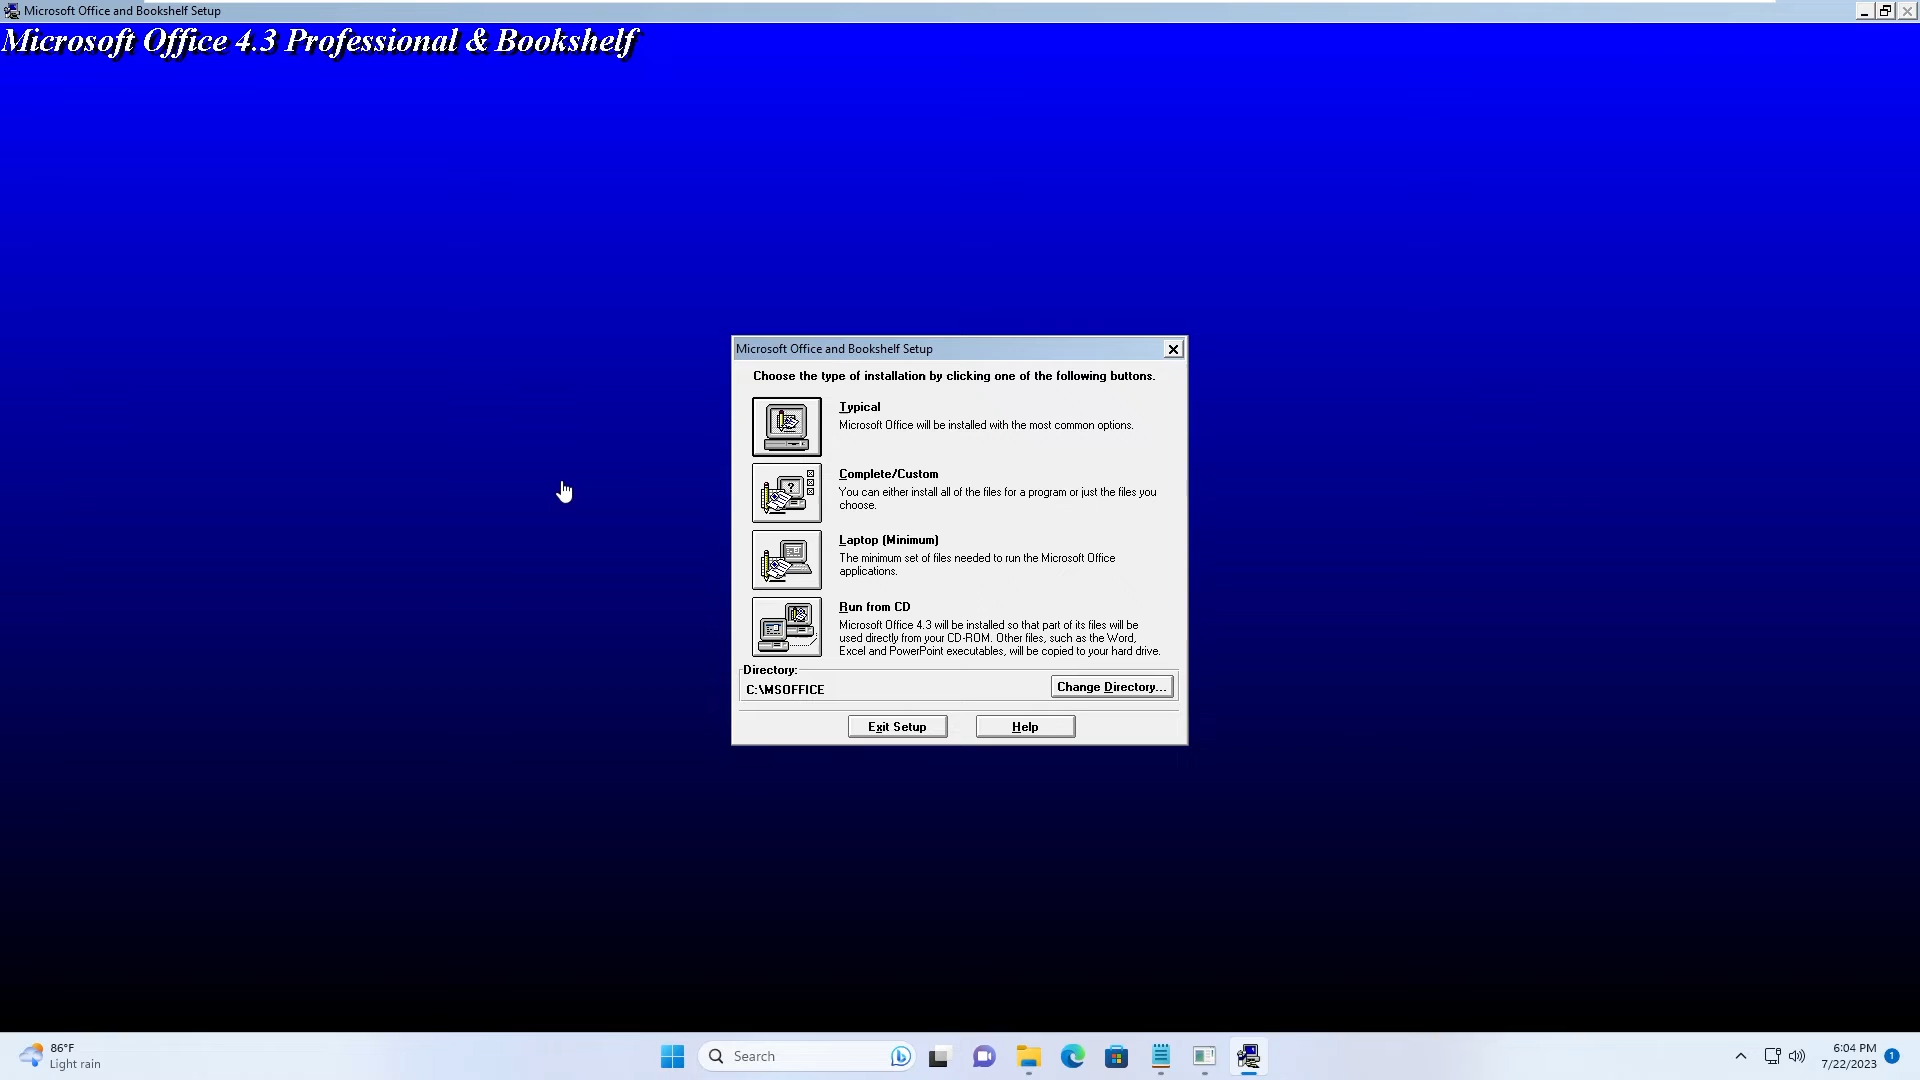 Microsoft Office and Bookshelf Setup
Microsoft Office 4.3 Professional & Bookshelf
Microsoft Office and Bookshelf Setup
Choose the type of installation by clicking one of the following buttons.
Typical
Microsoft Office will be installed with the most common options.
Complete/Custom
You can either install all of the files for a program or just the files you
choose.
Laptop (Minimum)
The minimum set of files needed to run the Microsoft Office
applications.
Run from CD
Microsoft Office 4.3 will be installed so that part of its files will be
used directly from your CD-ROM. Other files, such as the Word,
Excel and PowerPoint executables, will be copied to your hard drive.
Directory:
C:\MSOFFICE
Change Directory...
Exit Setup
Help
86°F
Light rain
Search
6:04 PM
7/22/2023
1